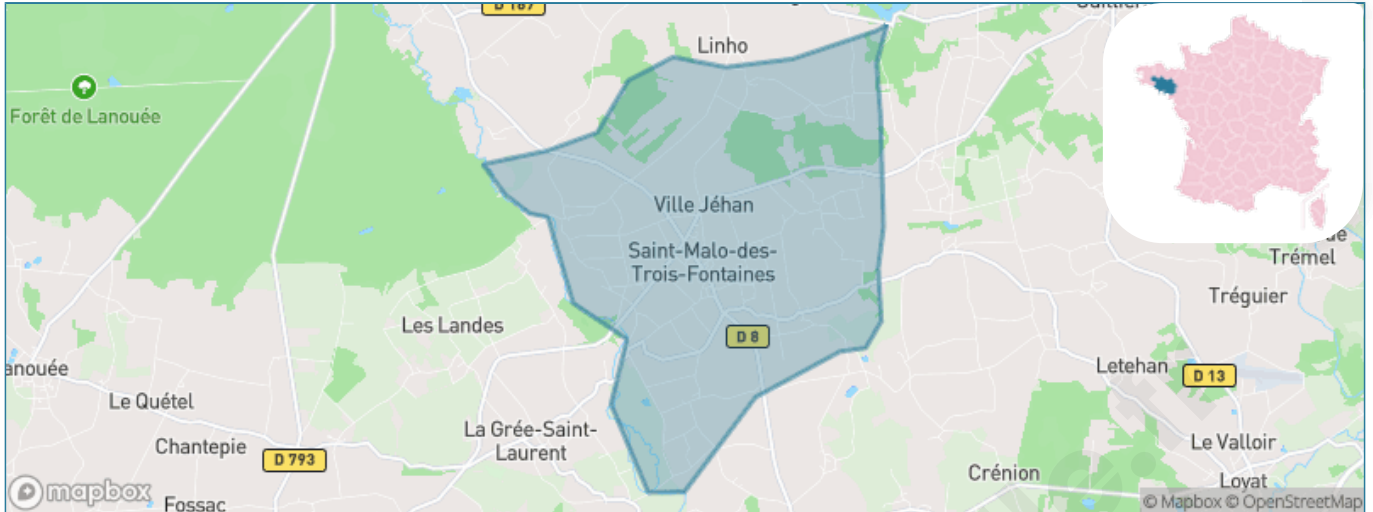 D 167
Linho
Forêt de Lanouée
Ville Jéhan
Saint-Malo-des-
Trois-Fontaines
de
Trémel
Tréguier
Les Landes
D 8
anouée
Letehan
D 13
Le Quétel
La Grée-Saint-
Laurent
Chantepie
D 793
Le Valloir
Crénion
Loyat
mapbox
Fossac
© Mapbox © OpenStreetMap